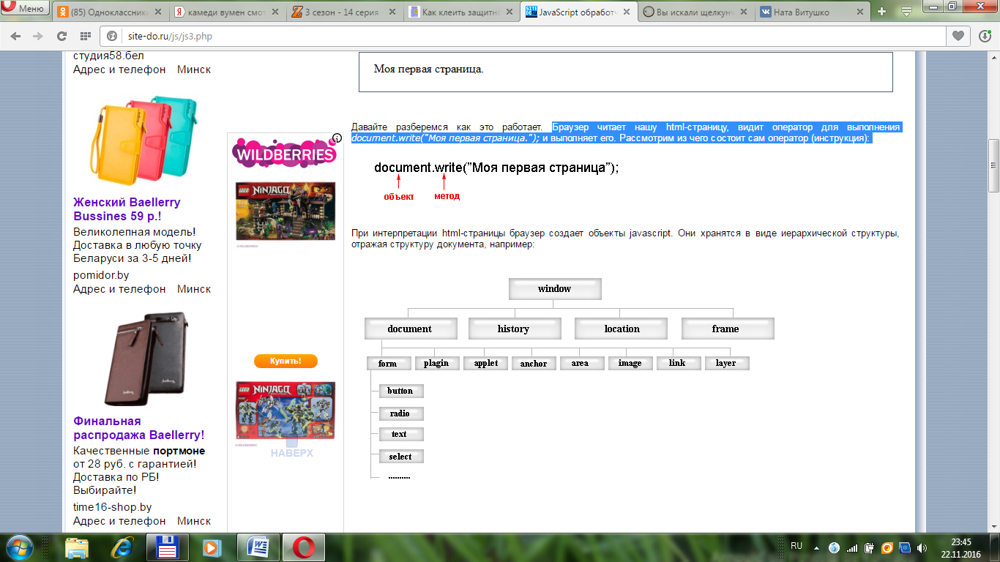 Меню
(85) Одноклассники
камеди вумен смот
3 сезон - 14 серия -
Как клеить защитно
JavaScript обработч
Вы искали щелкунч
Ната Витушко
site-do.ru/js/js3.php
студия58.бел
Адрес и телефон Минск
Женский Baellerry
Bussines 59 р.!
Великолепная модель!
Доставка в любую точку
Беларуси за 3-5 дней!
pomidor.by
Адрес и телефон Минск
Финальная
распродажа Baellerry!
Качественные портмоне
от 28 руб. с гарантией!
Доставка по РБ!
Выбирайте!
time16-shop.by
Адрес и телефон Минск
WILDBERRIES
LEGO NINJAGO
Купить!
LEGO NINJAGO
НАВЕРХ
Моя первая страница.
Давайте разберемся как это работает. Браузер читает нашу html-страницу, видит оператор для выполнения
document.write("Моя первая страница."); и выполняет его. Рассмотрим из чего состоит сам оператор (инструкция):
document.write("Моя первая страница");
объект метод
При интерпретации html-страницы браузер создает объекты javascript. Они хранятся в виде иерархической структуры,
отражая структуру документа, например:
window
document history location frame
form plagin applet anchor area image link layer
button
radio
text
select
..........
RU
23:45
22.11.2016